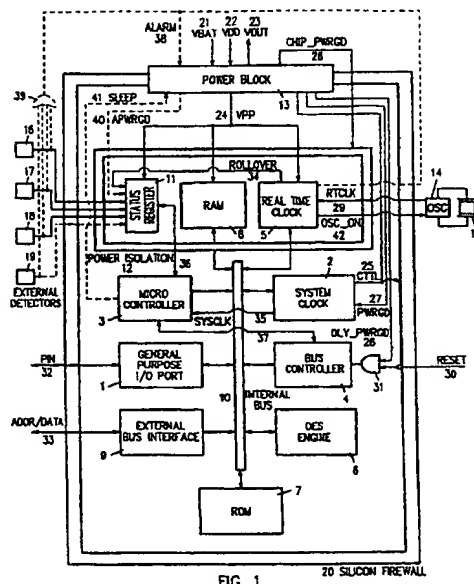 ALARM
38
21
VBAT
22
VDD
23
VOUT
CHIP_PWRGD
28
POWER BLOCK
13
39
41 SLEEP
40 APWRGD
24 VPP
16
17
18
19
EXTERNAL
DETECTORS
11
STATUS
REGISTER
ROLLOVER
34
RAM
8
REAL TIME
CLOCK
5
RTCLK
29
OSC_ON
42
14
OSC
POWER ISOLATION
12
36
MICRO
CONTROLLER
3
2
SYSTEM
CLOCK
25
CTTL
27
PWRGD
SYSCLK
35
37
DLY_PWRGD
26
PIN
32
GENERAL
PURPOSE
I/O PORT
1
BUS
CONTROLLER
4
31
RESET
30
10
INTERNAL
BUS
ADDR/DATA
33
EXTERNAL
BUS INTERFACE
9
DES
ENGINE
6
7
ROM
20 SILICON FIREWALL
FIG. 1